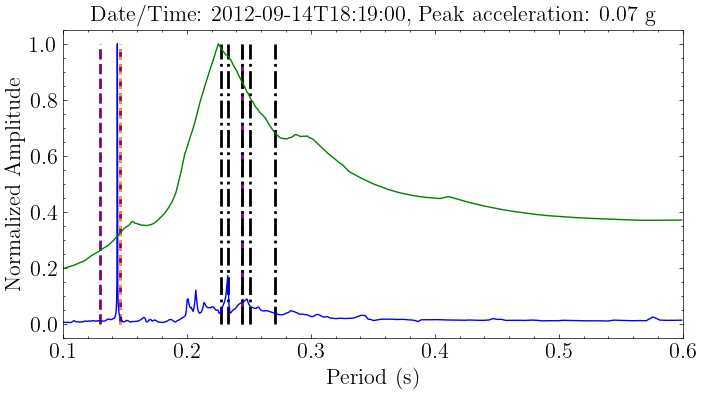 Date/Time: 2012-09-14T18:19:00, Peak acceleration: 0.07 g
Normalized Amplitude
1.0
0.8
0.6
0.4
0.2
0.0
0.1 0.2 0.3 0.4 0.5 0.6
Period (s)